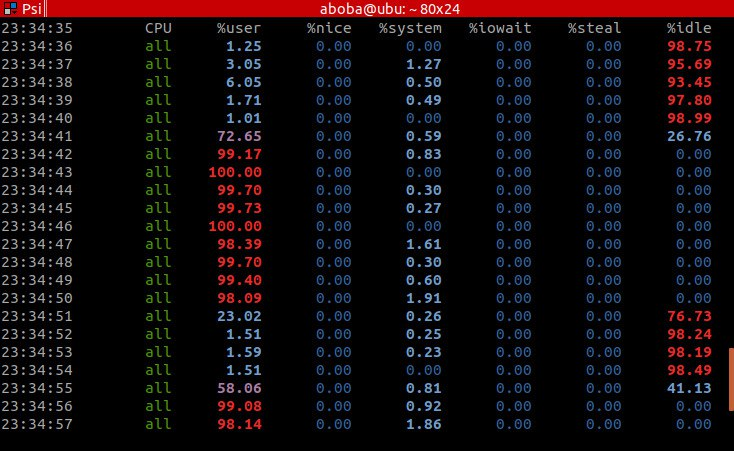 Psi aboba@ubu: ~ 80x24
23:34:35 CPU %user %nice %system %iowait %steal %idle
23:34:36 all 1.25 0.00 0.00 0.00 0.00 98.75
23:34:37 all 3.05 0.00 1.27 0.00 0.00 95.69
23:34:38 all 6.05 0.00 0.50 0.00 0.00 93.45
23:34:39 all 1.71 0.00 0.49 0.00 0.00 97.80
23:34:40 all 1.01 0.00 0.00 0.00 0.00 98.99
23:34:41 all 72.65 0.00 0.59 0.00 0.00 26.76
23:34:42 all 99.17 0.00 0.83 0.00 0.00 0.00
23:34:43 all 100.00 0.00 0.00 0.00 0.00 0.00
23:34:44 all 99.70 0.00 0.30 0.00 0.00 0.00
23:34:45 all 99.73 0.00 0.27 0.00 0.00 0.00
23:34:46 all 100.00 0.00 0.00 0.00 0.00 0.00
23:34:47 all 98.39 0.00 1.61 0.00 0.00 0.00
23:34:48 all 99.70 0.00 0.30 0.00 0.00 0.00
23:34:49 all 99.40 0.00 0.60 0.00 0.00 0.00
23:34:50 all 98.09 0.00 1.91 0.00 0.00 0.00
23:34:51 all 23.02 0.00 0.26 0.00 0.00 76.73
23:34:52 all 1.51 0.00 0.25 0.00 0.00 98.24
23:34:53 all 1.59 0.00 0.23 0.00 0.00 98.19
23:34:54 all 1.51 0.00 0.00 0.00 0.00 98.49
23:34:55 all 58.06 0.00 0.81 0.00 0.00 41.13
23:34:56 all 99.08 0.00 0.92 0.00 0.00 0.00
23:34:57 all 98.14 0.00 1.86 0.00 0.00 0.00